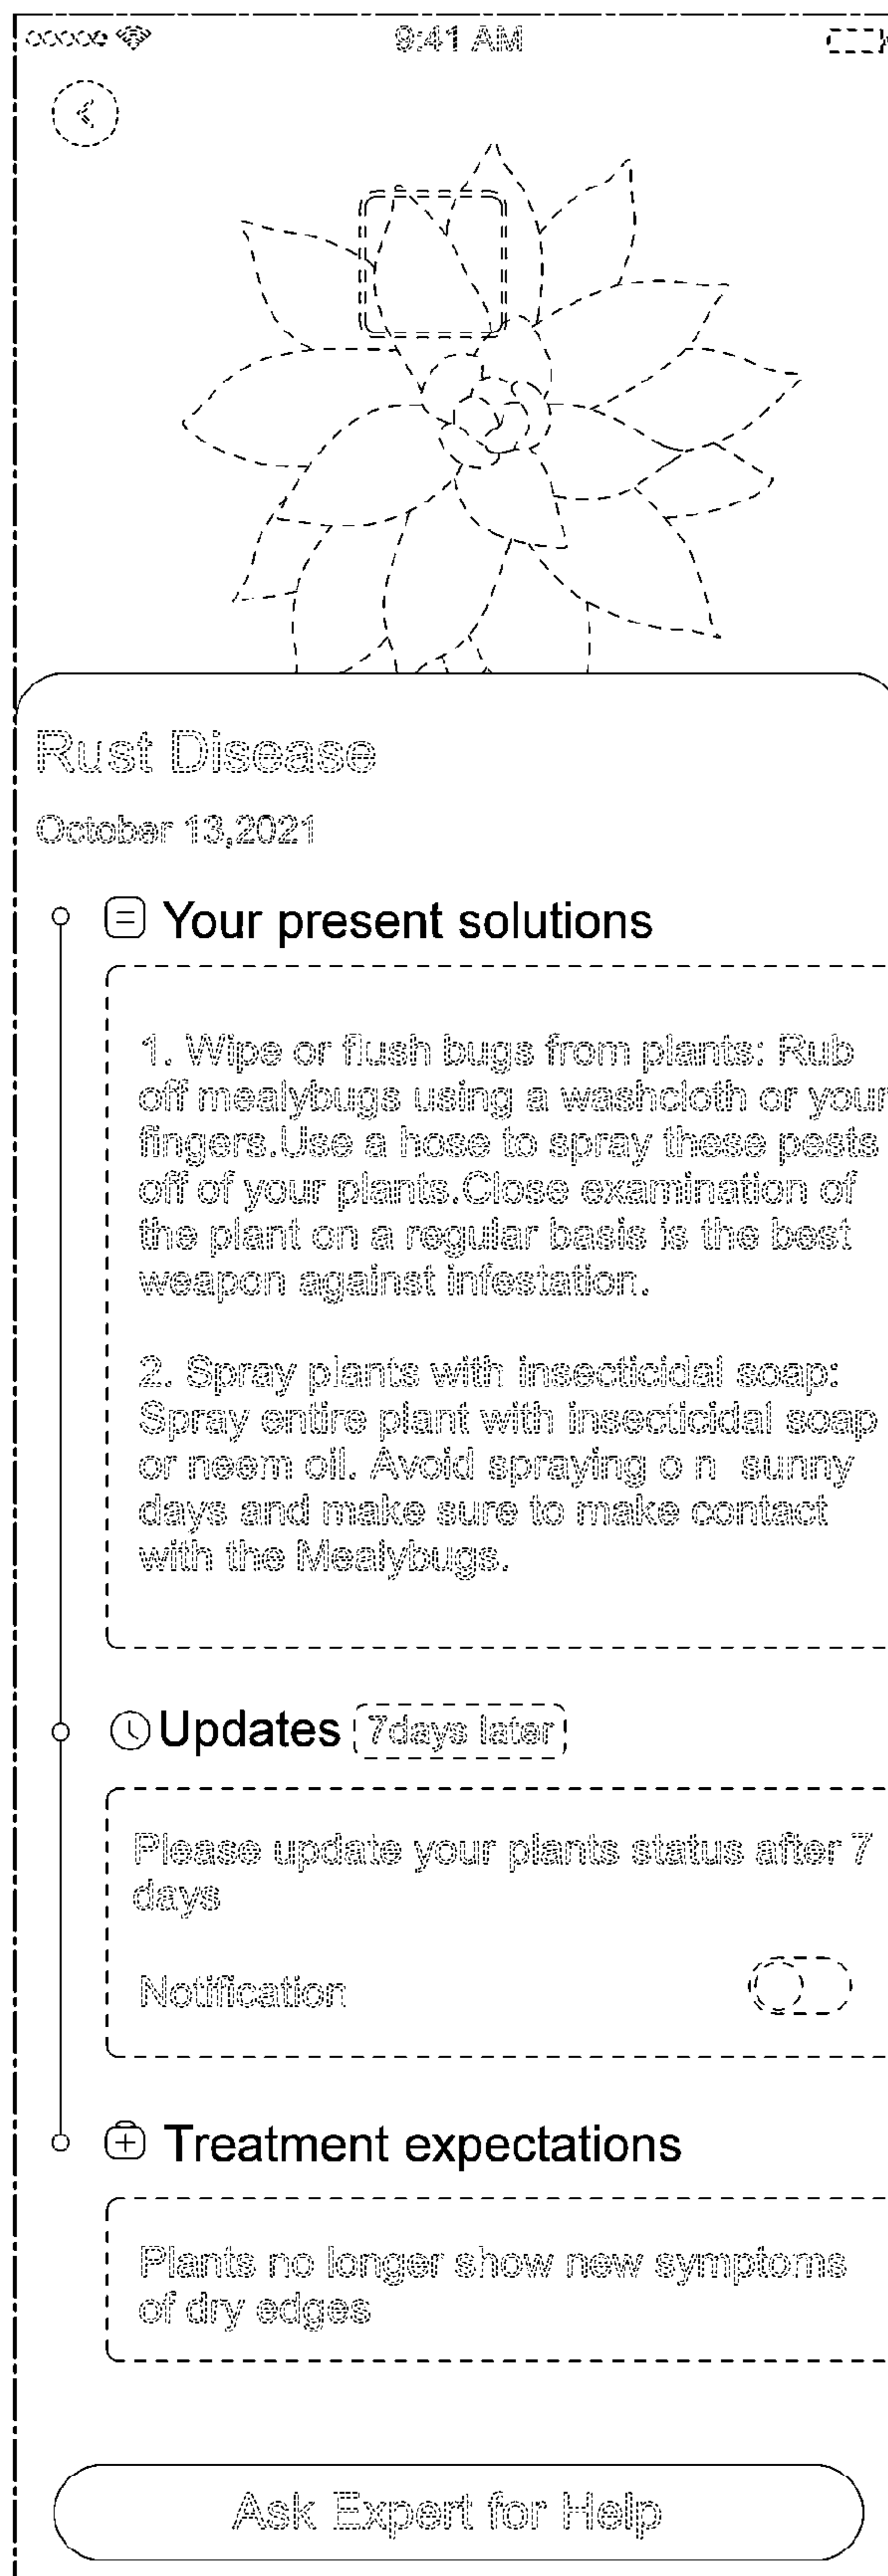 9:41 AM
Rust Disease
October 13,2021
Your present solutions
1. Wipe or flush bugs from plants: Rub
off mealybugs using a washcloth or your
fingers.Use a hose to spray these pests
off of your plants.Close examination of
the plant on a regular basis is the best
weapon against infestation.
2. Spray plants with insecticidal soap:
Spray entire plant with insecticidal soap
or neem oil. Avoid spraying o n sunny
days and make sure to make contact
with the Mealybugs.
Updates 7days later
Please update your plants status after 7
days
Notification
Treatment expectations
Plants no longer show new symptoms
of dry edges
Ask Expert for Help